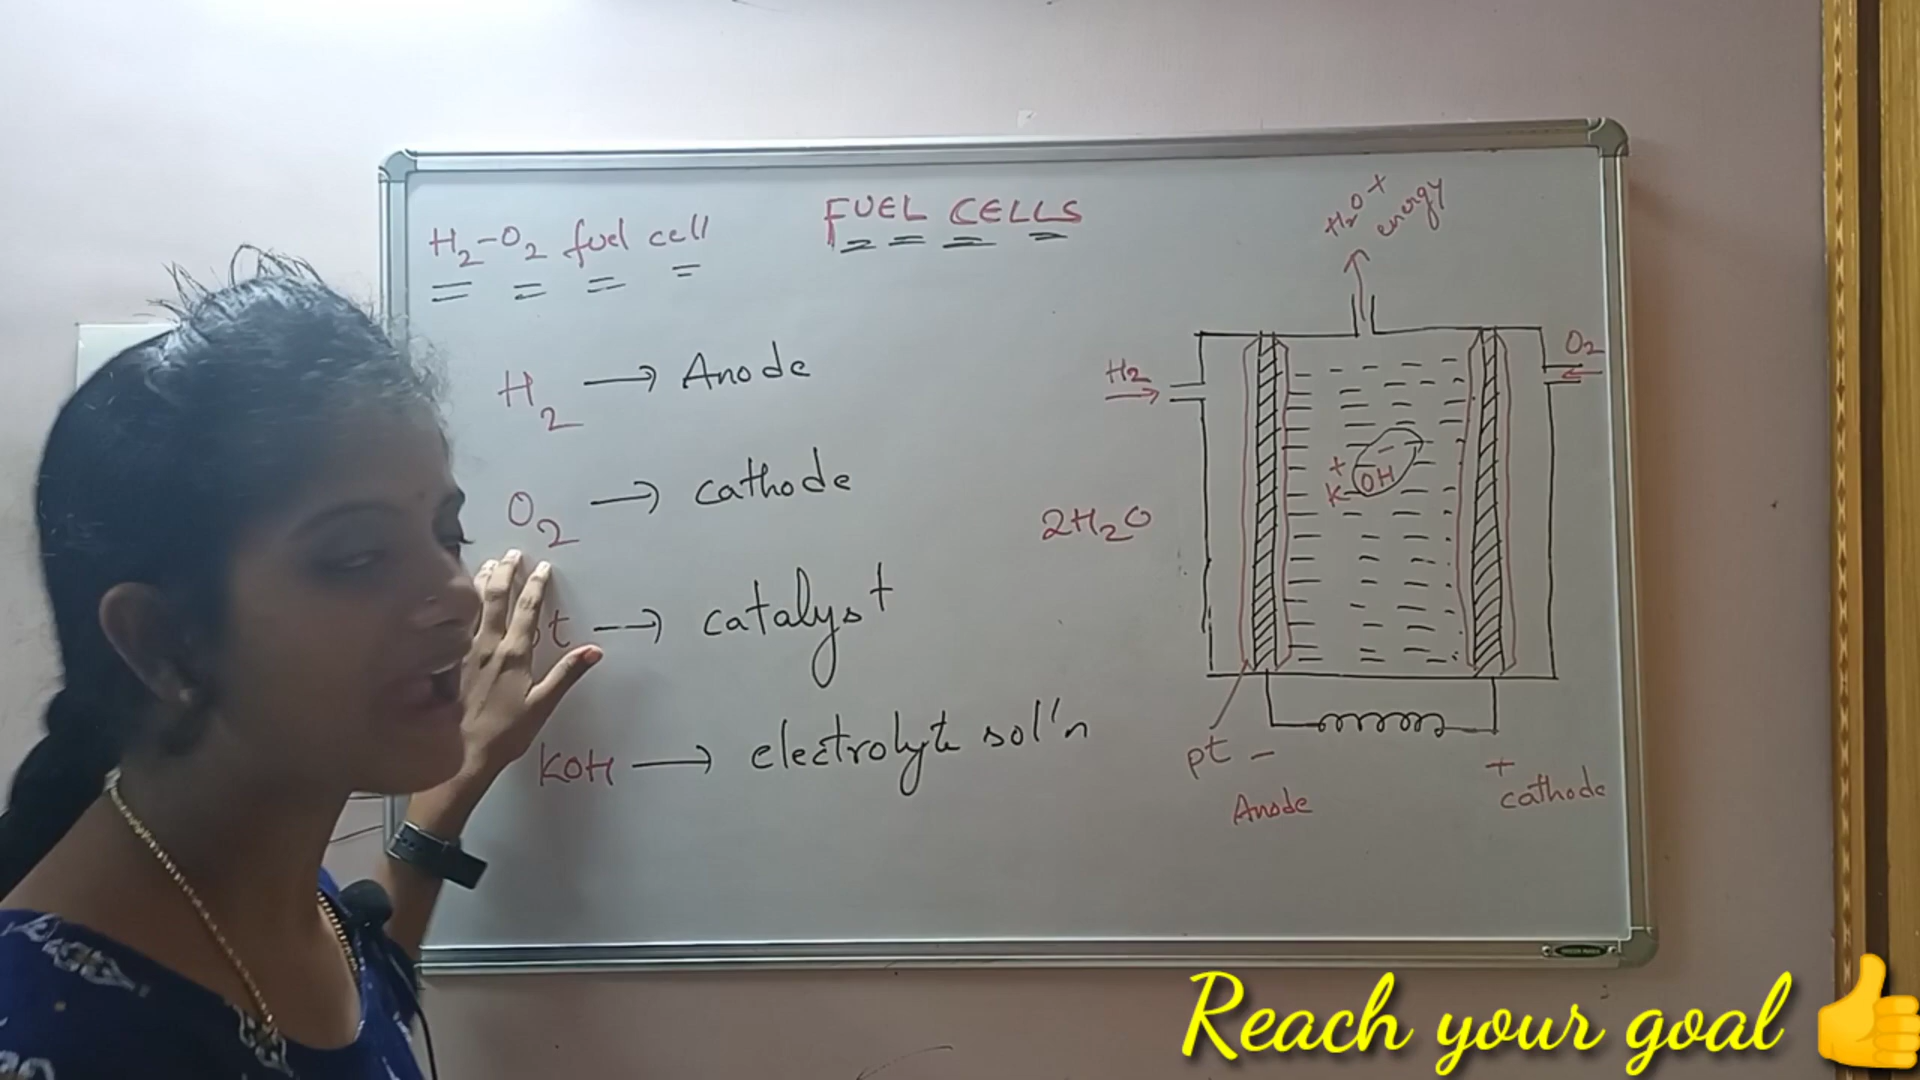 FUEL CELLS
H₂-O₂ fuel cell
H₂ → Anode
O₂ → cathode
pt → catalyst
KOH → electrolyte sol'n
2H₂O
H₂O +
energy
H₂
O₂
K⁺ OH⁻
pt
−
Anode
+
cathode
Reach your goal 👍